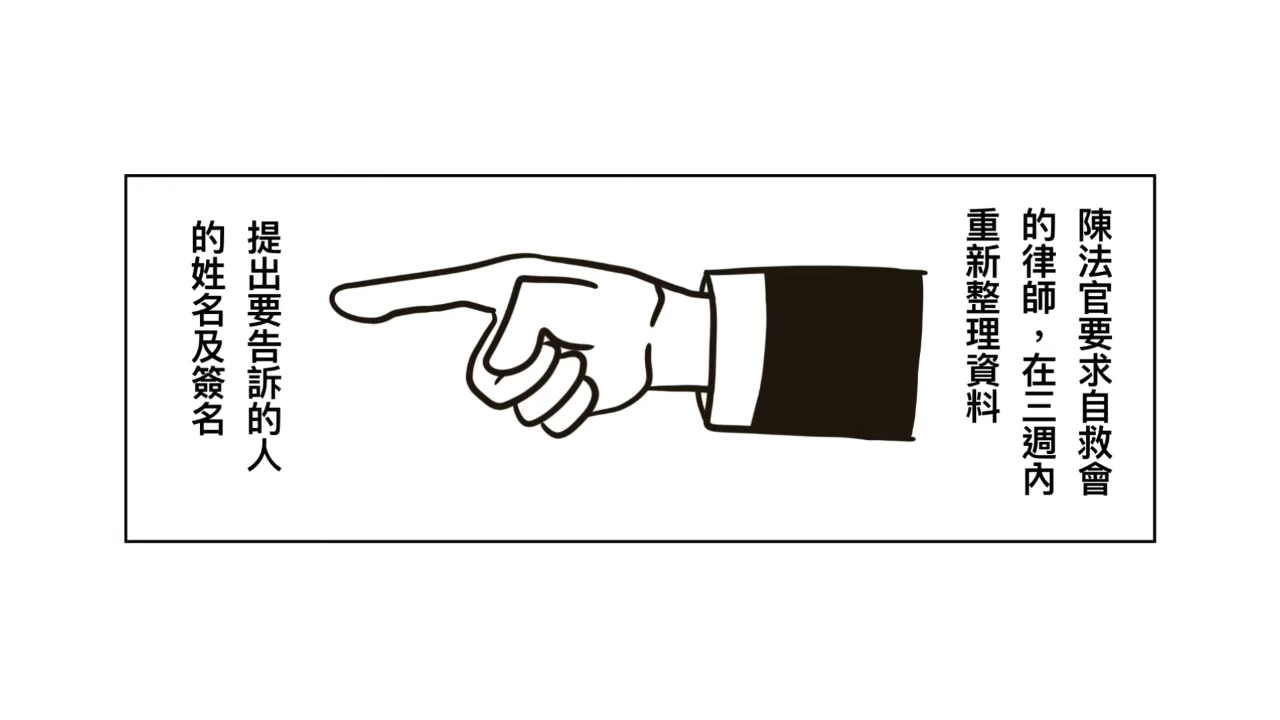 陳法官要求自救會
的律師，在三週內
重新整理資料
提出要告訴的人
的姓名及簽名